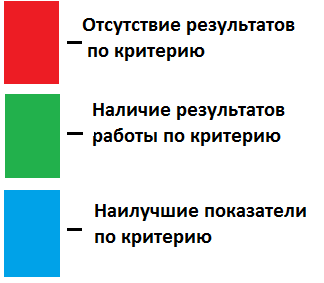 — Отсутствие результатов
по критерию
Наличие результатов
— работы по критерию
Наилучшие показатели
— по критерию